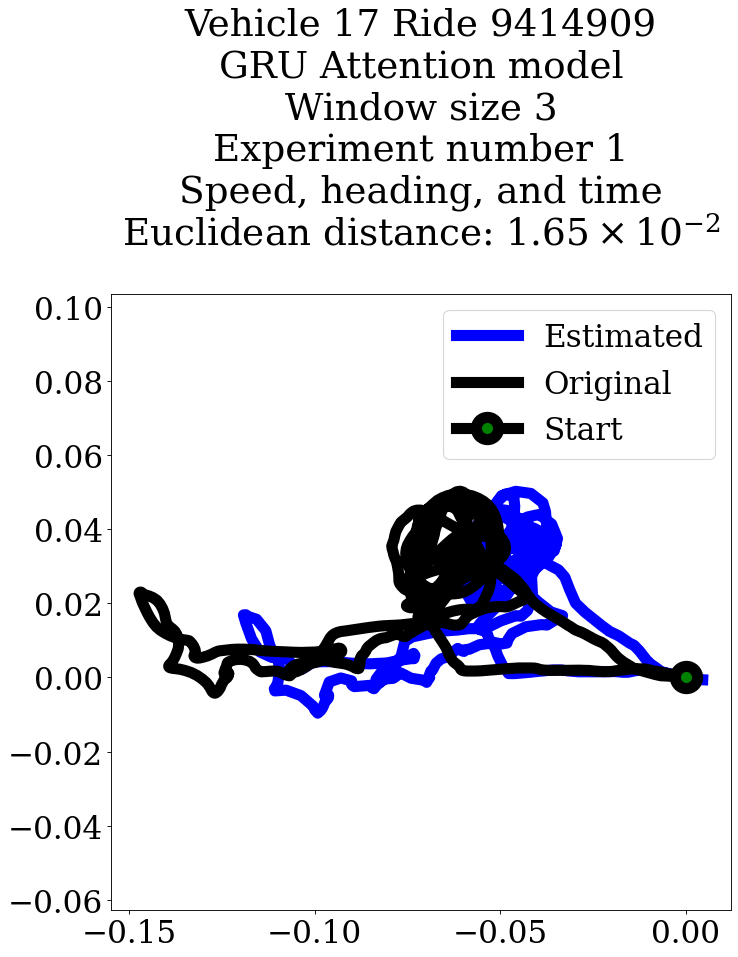 Vehicle 17 Ride 9414909
GRU Attention model
Window size 3
Experiment number 1
Speed, heading, and time
Euclidean distance: 1.65 × 10⁻²
Estimated
Original
Start
0.10
0.08
0.06
0.04
0.02
0.00
−0.02
−0.04
−0.06
−0.15 −0.10 −0.05 0.00